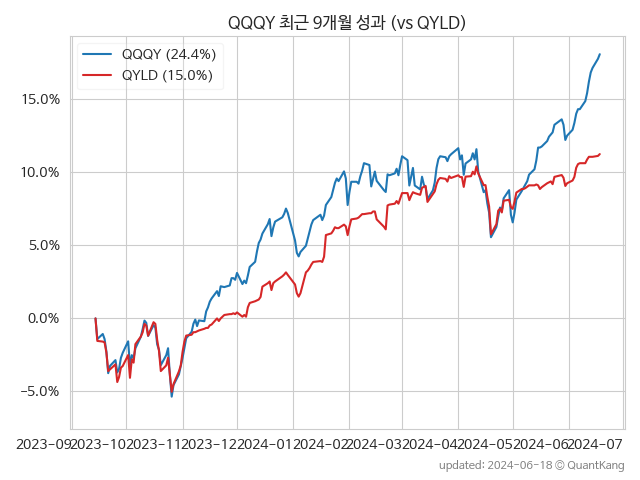 QQQY 최근 9개월 성과 (vs QYLD)
QQQY (24.4%)
QYLD (15.0%)
15.0%
10.0%
5.0%
0.0%
−5.0%
2023-09 2023-10 2023-11 2023-12 2024-01 2024-02 2024-03 2024-04 2024-05 2024-06 2024-07
updated: 2024-06-18 © QuantKang